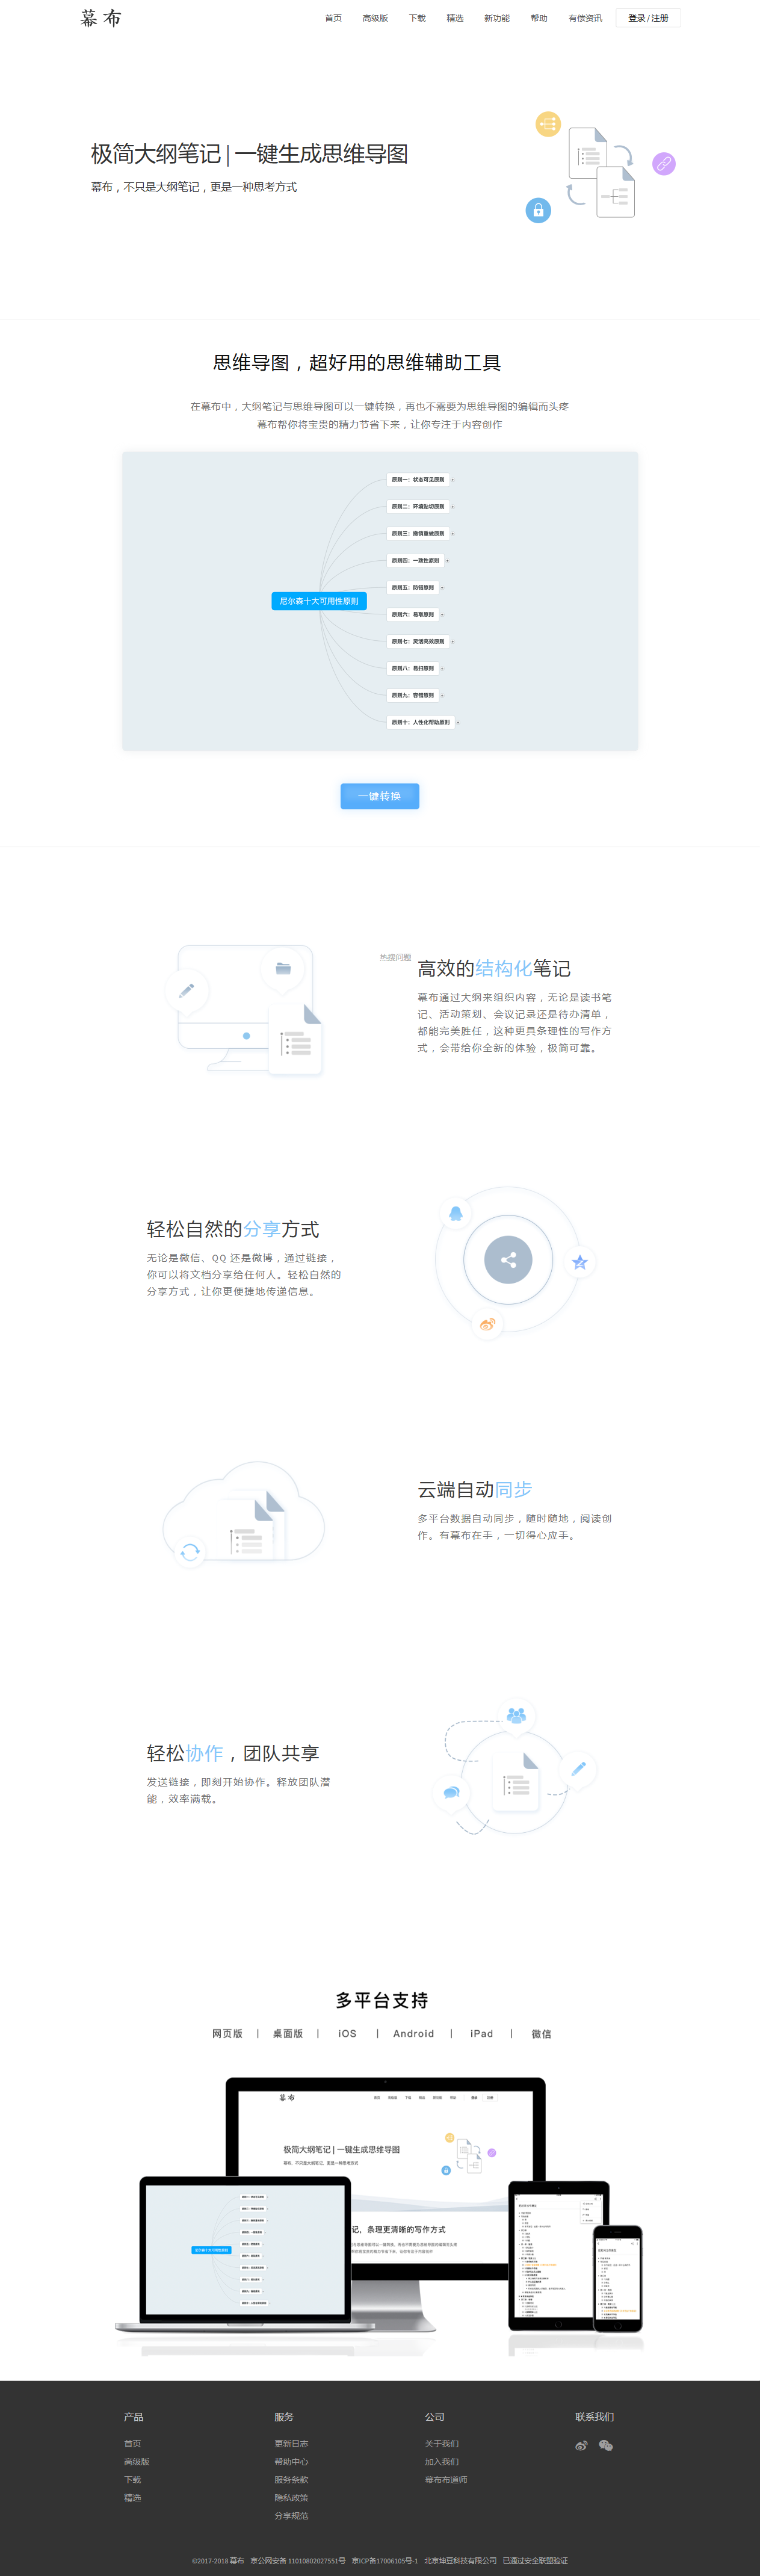 幕布
首页 高级版 下载 精选 新功能 帮助 有偿资讯 登录 / 注册
极简大纲笔记 | 一键生成思维导图
幕布，不只是大纲笔记，更是一种思考方式
思维导图，超好用的思维辅助工具
在幕布中，大纲笔记与思维导图可以一键转换，再也不需要为思维导图的编辑而头疼
幕布帮你将宝贵的精力节省下来，让你专注于内容创作
原则一：状态可见原则
原则二：环境贴切原则
原则三：撤销重做原则
原则四：一致性原则
原则五：防错原则
尼尔森十大可用性原则
原则六：易取原则
原则七：灵活高效原则
原则八：易扫原则
原则九：容错原则
原则十：人性化帮助原则
一键转换
热搜问题
高效的结构化笔记
幕布通过大纲来组织内容，无论是读书笔
记、活动策划、会议记录还是待办清单，
都能完美胜任，这种更具条理性的写作方
式，会带给你全新的体验，极简可靠。
轻松自然的分享方式
无论是微信、QQ 还是微博，通过链接，
你可以将文档分享给任何人。轻松自然的
分享方式，让你更便捷地传递信息。
云端自动同步
多平台数据自动同步，随时随地，阅读创
作。有幕布在手，一切得心应手。
轻松协作，团队共享
发送链接，即刻开始协作。释放团队潜
能，效率满载。
多平台支持
网页版 | 桌面版 | iOS | Android | iPad | 微信
幕布
极简大纲笔记 | 一键生成思维导图
幕布，不只是大纲笔记，更是一种思考方式
记，条理更清晰的写作方式
尼尔森十大可用性原则
产品 服务 公司 联系我们
首页 更新日志 关于我们
高级版 帮助中心 加入我们
下载 服务条款 幕布布道师
精选 隐私政策
分享规范
©2017-2018 幕布 京公网安备 11010802027551号 京ICP备17006105号-1 北京坤豆科技有限公司 已通过安全联盟验证